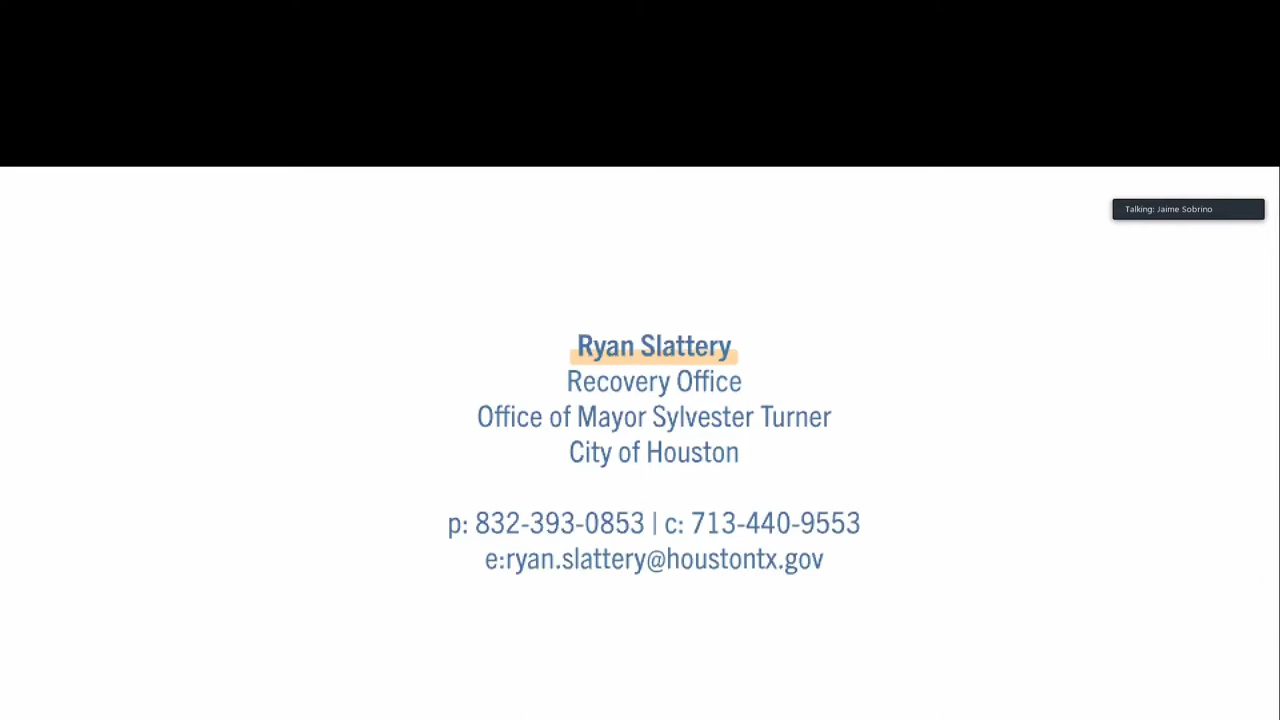 Talking: Jaime Sobrino
Ryan Slattery
Recovery Office
Office of Mayor Sylvester Turner
City of Houston
p: 832-393-0853 | c: 713-440-9553
e:ryan.slattery@houstontx.gov